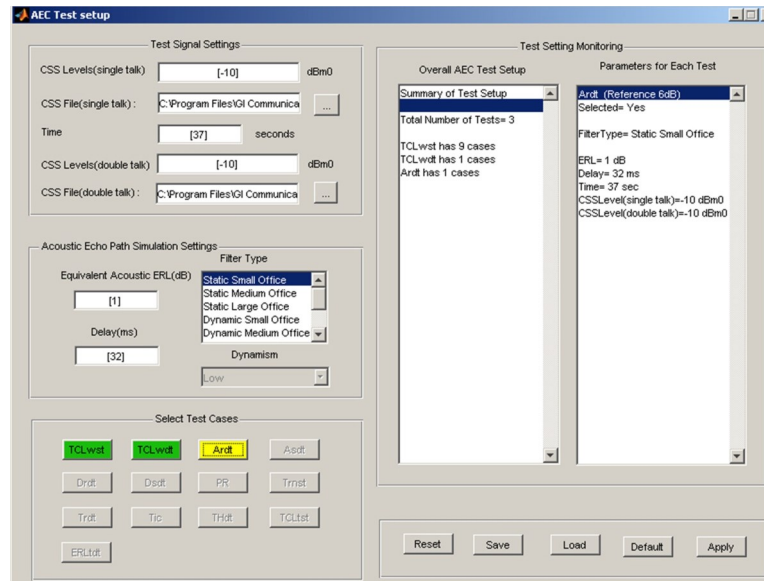 AEC Test setup
Test Signal Settings
CSS Levels(single talk) [-10] dBm0
CSS File(single talk) : C:\Program Files\GI Communica ...
Time [37] seconds
CSS Levels(double talk) [-10] dBm0
CSS File(double talk) : C:\Program Files\GI Communica ...
Acoustic Echo Path Simulation Settings
Equivalent Acoustic ERL(dB)
[1]
Delay(ms)
[32]
Filter Type
Static Small Office
Static Medium Office
Static Large Office
Dynamic Small Office
Dynamic Medium Office
Dynamism
Low
Select Test Cases
TCLwst TCLwdt Ardt Asdt
Drdt Dsdt PR Trnst
Trdt Tic THdt TCLtst
ERLtdt
Test Setting Monitoring
Overall AEC Test Setup
Summary of Test Setup
Total Number of Tests= 3
TCLwst has 9 cases
TCLwdt has 1 cases
Ardt has 1 cases
Parameters for Each Test
Ardt (Reference 6dB)
Selected= Yes
FilterType= Static Small Office
ERL= 1 dB
Delay= 32 ms
Time= 37 sec
CSSLevel(single talk)=-10 dBm0
CSSLevel(double talk)=-10 dBm0
Reset Save Load Default Apply